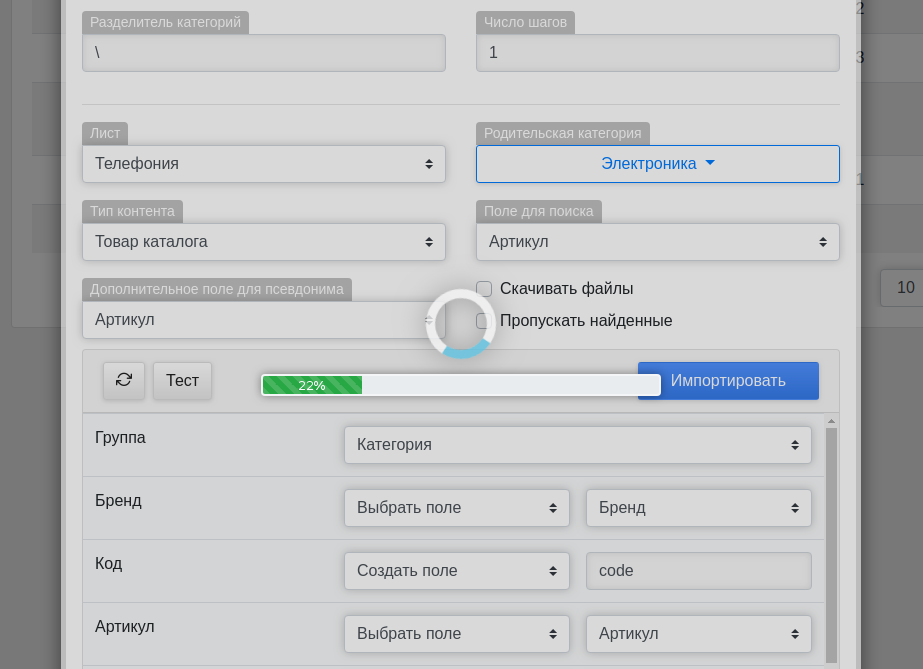 Разделитель категорий
Число шагов
2
\
1
3
Лист
Родительская категория
Телефония
Электроника
1
Тип контента
Поле для поиска
Товар каталога
Артикул
Дополнительное поле для псевдонима
Скачивать файлы
10
Артикул
Пропускать найденные
Тест
22%
Импортировать
Группа
Категория
Бренд
Выбрать поле
Бренд
Код
Создать поле
code
Артикул
Выбрать поле
Артикул